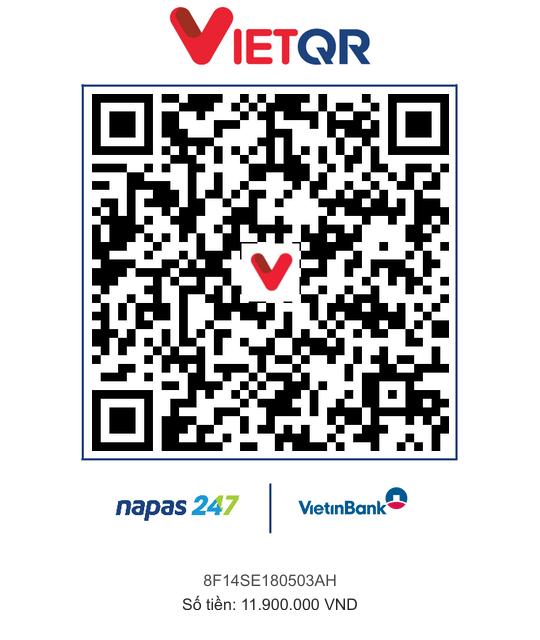 VIETQR
napas 247
VietinBank
8F14SE180503AH
Số tiền: 11.900.000 VND